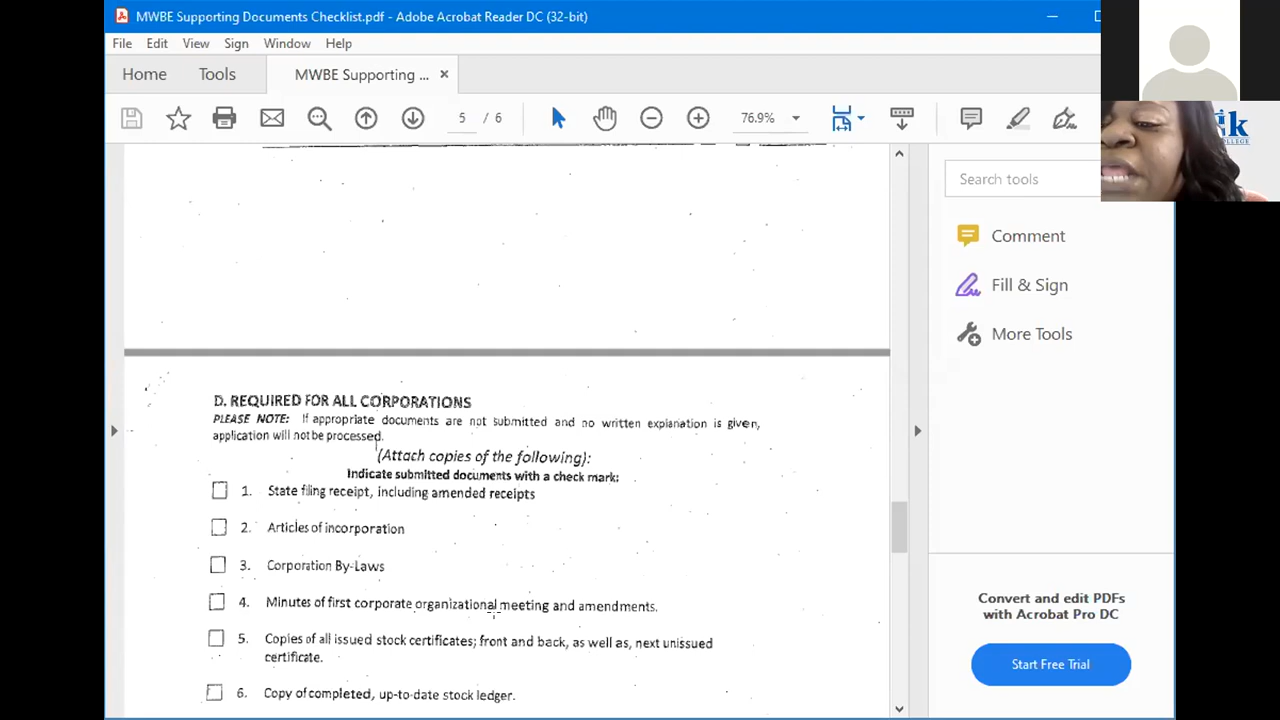 MWBE Supporting Documents Checklist.pdf - Adobe Acrobat Reader DC (32-bit)
File Edit View Sign Window Help
Home Tools MWBE Supporting ... ×
5 / 6 76.9%
Search tools
Comment
Fill & Sign
More Tools
D. REQUIRED FOR ALL CORPORATIONS
PLEASE NOTE: If appropriate documents are not submitted and no written explanation is given,
application will not be processed.
(Attach copies of the following):
Indicate submitted documents with a check mark:
1. State filing receipt, including amended receipts
2. Articles of incorporation
3. Corporation By-Laws
4. Minutes of first corporate organizational meeting and amendments.
5. Copies of all issued stock certificates; front and back, as well as, next unissued
certificate.
6. Copy of completed, up-to-date stock ledger.
Convert and edit PDFs
with Acrobat Pro DC
Start Free Trial